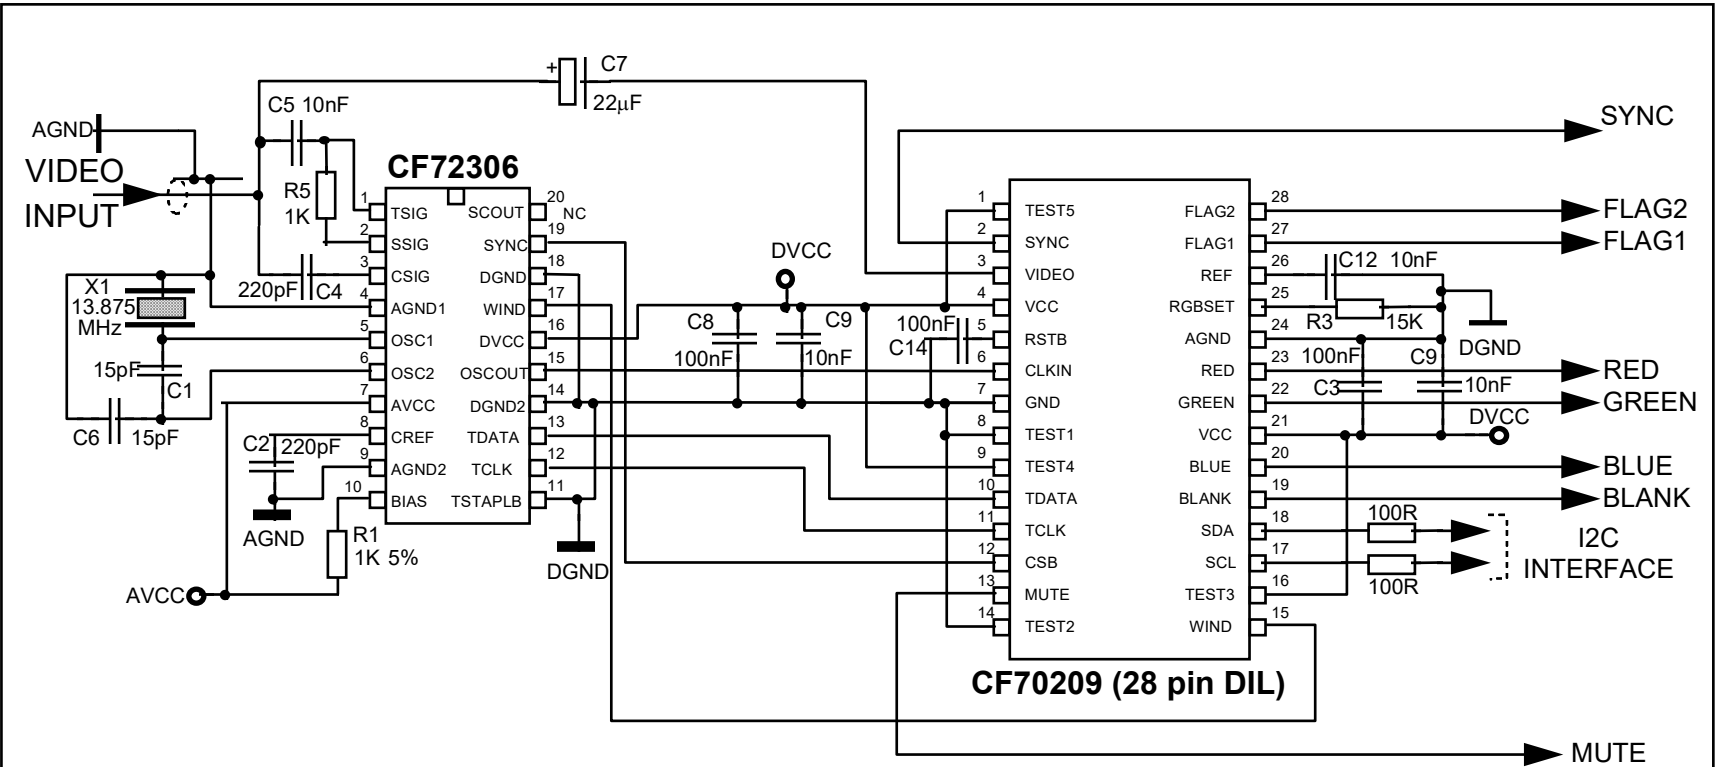 C7
+
22µF
C5 10nF
SYNC
AGND
VIDEO
INPUT
CF72306
R5
1K
1
TSIG
SCOUT
20
NC
2
SSIG
SYNC
19
3
CSIG
DGND
18
220pF
C4
4
AGND1
WIND
17
5
OSC1
DVCC
16
6
OSC2
OSCOUT
15
7
AVCC
DGND2
14
8
CREF
TDATA
13
9
AGND2
TCLK
12
10
BIAS
TSTAPLB
11
X1
13.875
MHz
15pF
C1
C6
15pF
C2
220pF
AGND
R1
1K 5%
AVCC
DGND
DVCC
C8
100nF
C9
10nF
100nF
C14
1
TEST5
FLAG2
28
FLAG2
2
SYNC
FLAG1
27
FLAG1
3
VIDEO
REF
26
C12 10nF
4
VCC
RGBSET
25
R3
15K
DGND
5
RSTB
AGND
24
100nF
C9
6
CLKIN
RED
23
RED
C3
10nF
7
GND
GREEN
22
GREEN
8
TEST1
VCC
21
DVCC
9
TEST4
BLUE
20
BLUE
10
TDATA
BLANK
19
BLANK
11
TCLK
SDA
18
100R
12
CSB
SCL
17
100R
I2C
INTERFACE
13
MUTE
TEST3
16
14
TEST2
WIND
15
CF70209 (28 pin DIL)
MUTE